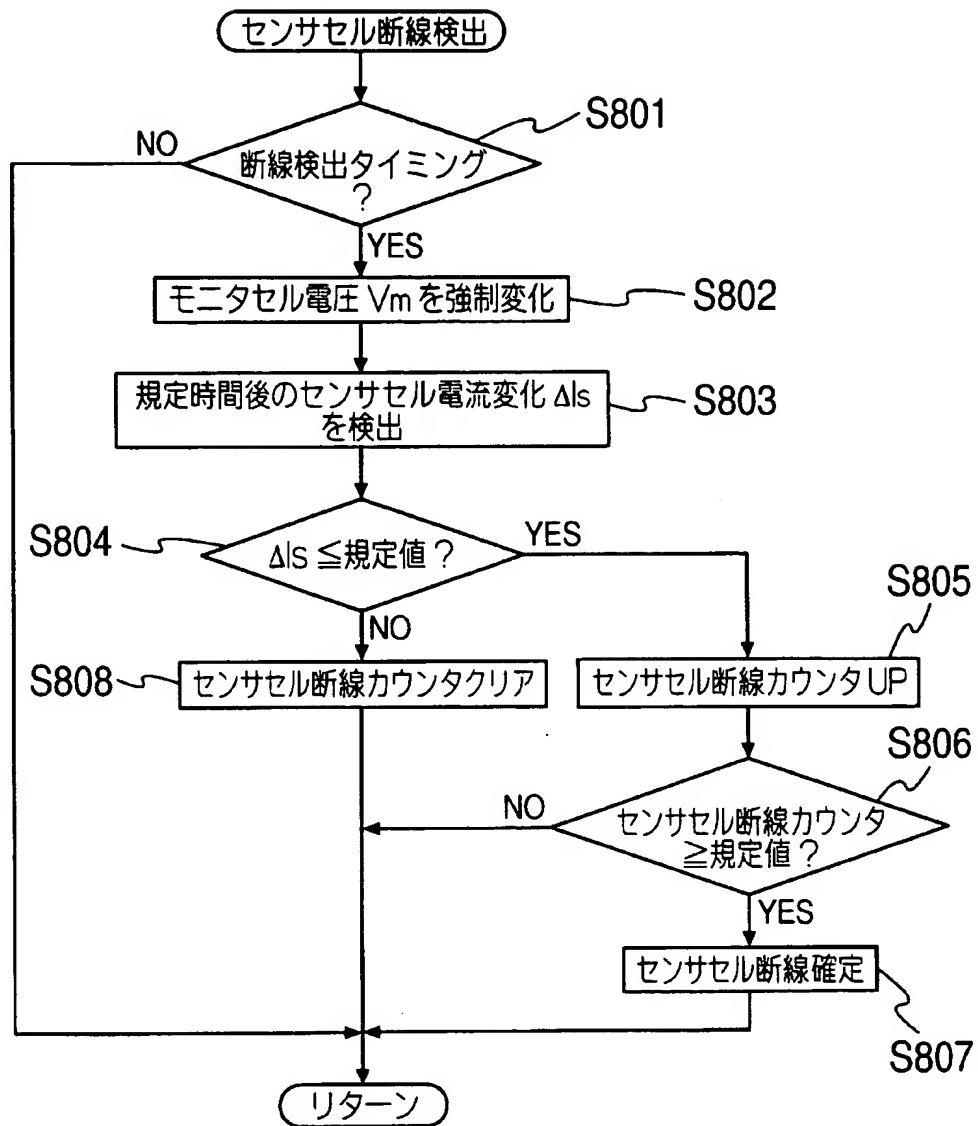 センサセル断線検出
S801
NO
断線検出タイミング
?
YES
モニタセル電圧 Vm を強制変化
S802
規定時間後のセンサセル電流変化 ΔIs
を検出
S803
S804
ΔIs ≦規定値 ?
YES
NO
S805
S808
センサセル断線カウンタクリア
センサセル断線カウンタ UP
S806
NO
センサセル断線カウンタ
≧規定値 ?
YES
センサセル断線確定
S807
リターン